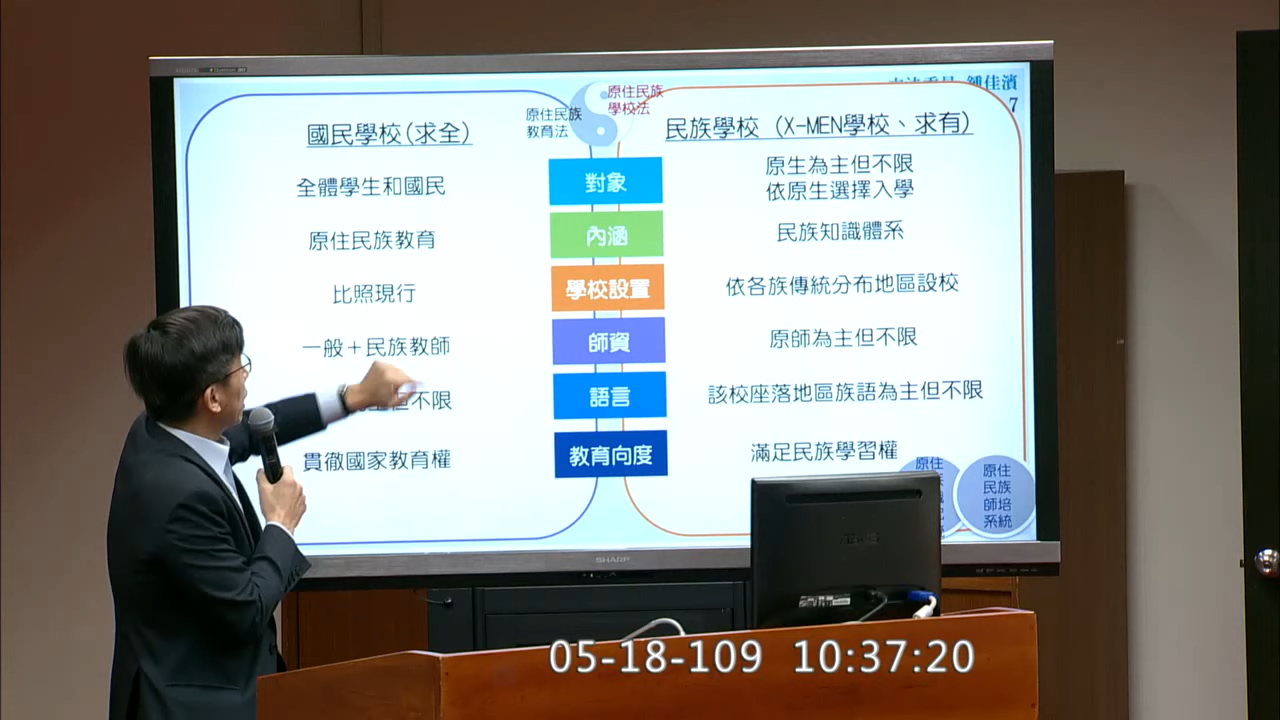 鍾佳濱
7
原住民族
教育法
原住民族
學校法
國民學校(求全)
民族學校 (X-MEN學校、求有)
全體學生和國民
對象
原生為主但不限
依原生選擇入學
原住民族教育
內涵
民族知識體系
比照現行
學校設置
依各族傳統分布地區設校
一般+民族教師
師資
原師為主但不限
不限
語言
該校座落地區族語為主但不限
貫徹國家教育權
教育向度
滿足民族學習權
原住
原住
民族
師培
系統
SHARP
05-18-109 10:37:20